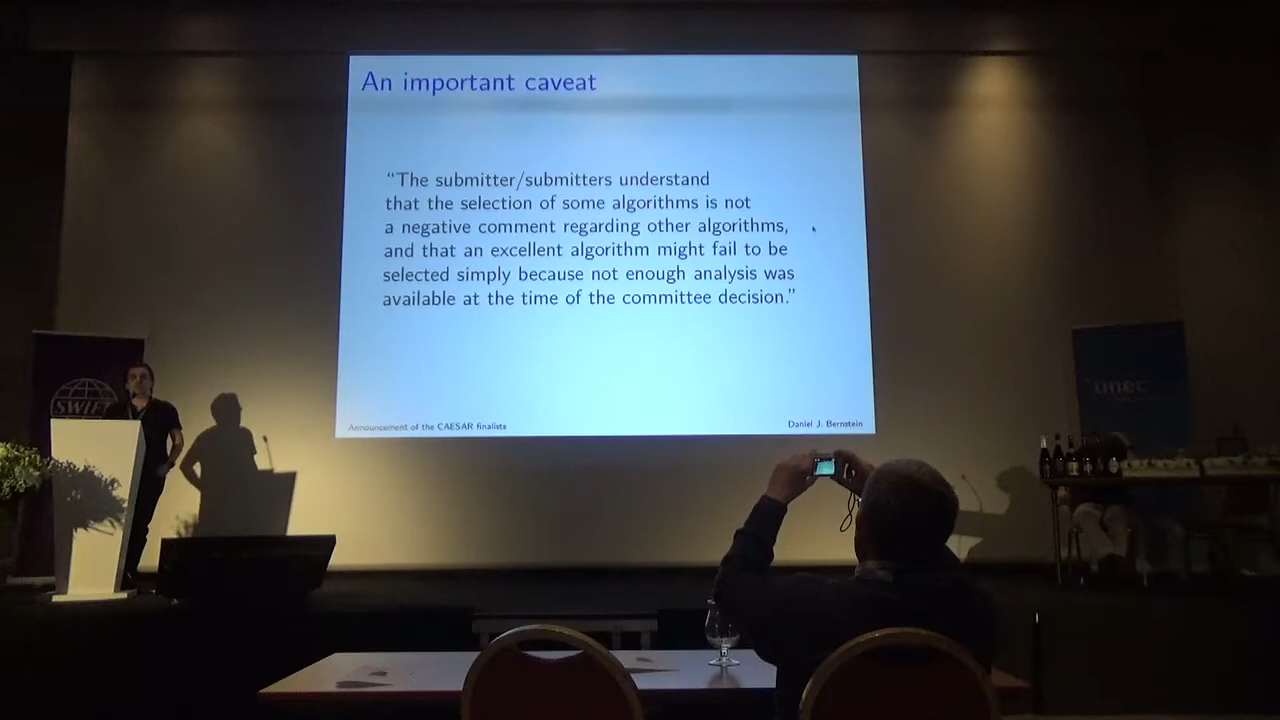 An important caveat
“The submitter/submitters understand
that the selection of some algorithms is not
a negative comment regarding other algorithms,
and that an excellent algorithm might fail to be
selected simply because not enough analysis was
available at the time of the committee decision.”
Announcement of the CAESAR finalists
Daniel J. Bernstein
SWIFT
imec